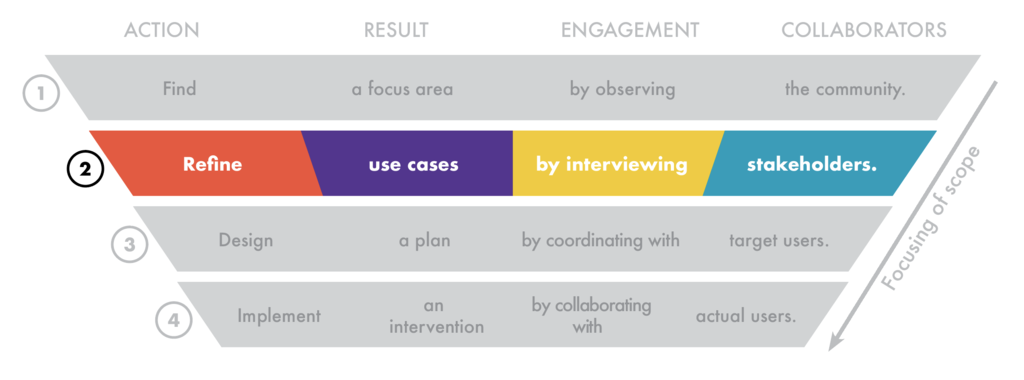 ACTION RESULT ENGAGEMENT COLLABORATORS
1 Find a focus area by observing the community.
2 Refine use cases by interviewing stakeholders.
3 Design a plan by coordinating with target users.
4 Implement an intervention by collaborating with actual users.
Focusing of scope